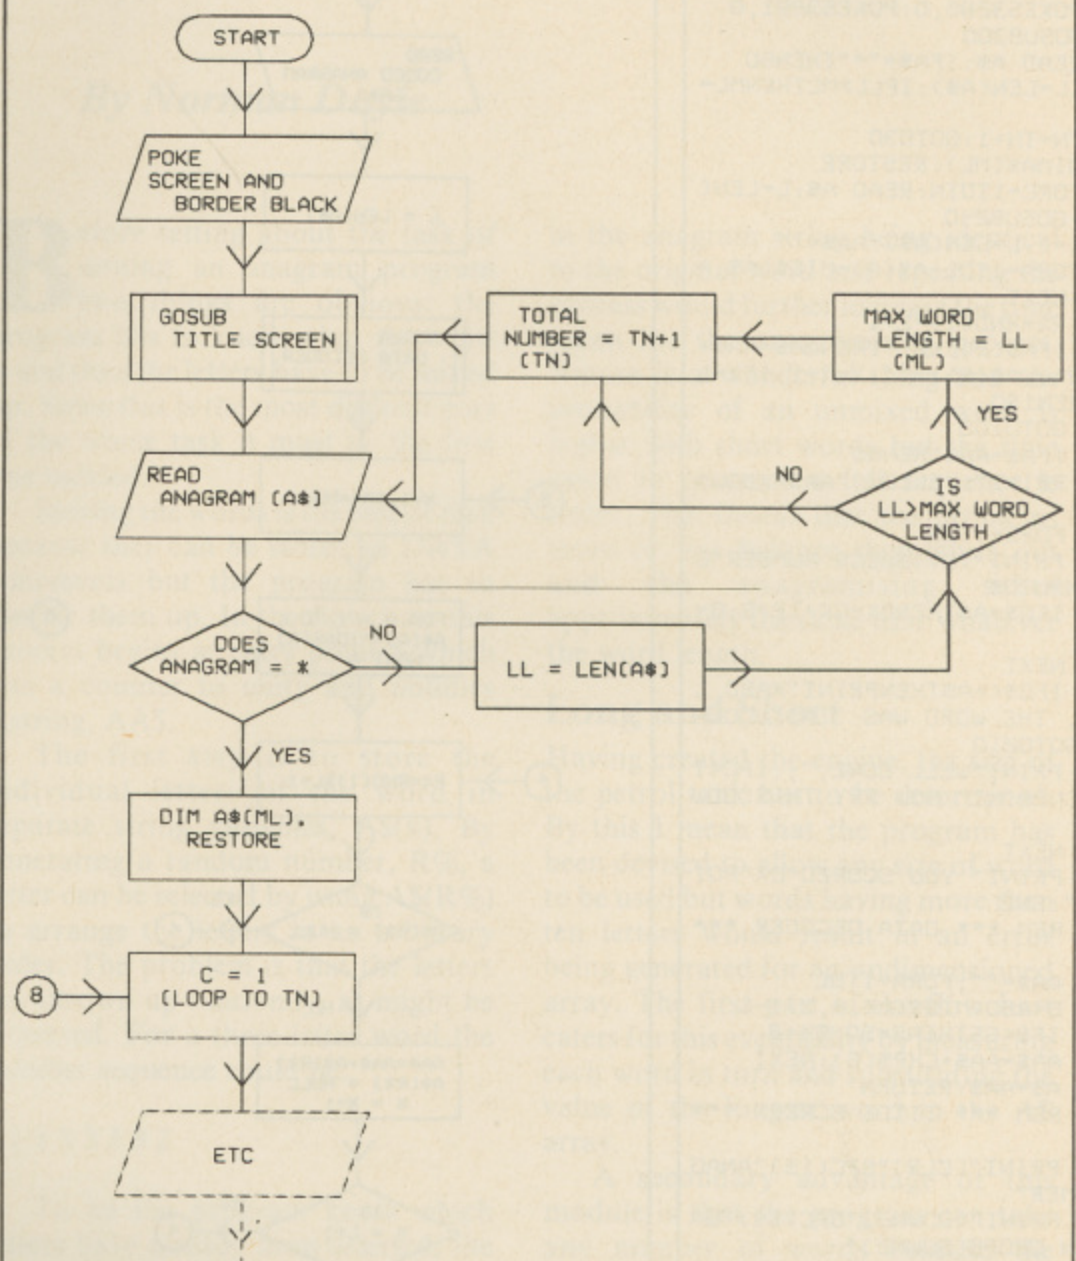 START
POKE
SCREEN AND
BORDER BLACK
GOSUB
TITLE SCREEN
TOTAL
NUMBER = TN+1
(TN)
MAX WORD
LENGTH = LL
(ML)
YES
READ
ANAGRAM (A$)
NO
IS
LL>MAX WORD
LENGTH
DOES
ANAGRAM = *
NO
LL = LEN(A$)
YES
DIM A$(ML).
RESTORE
8
C = 1
(LOOP TO TN)
ETC